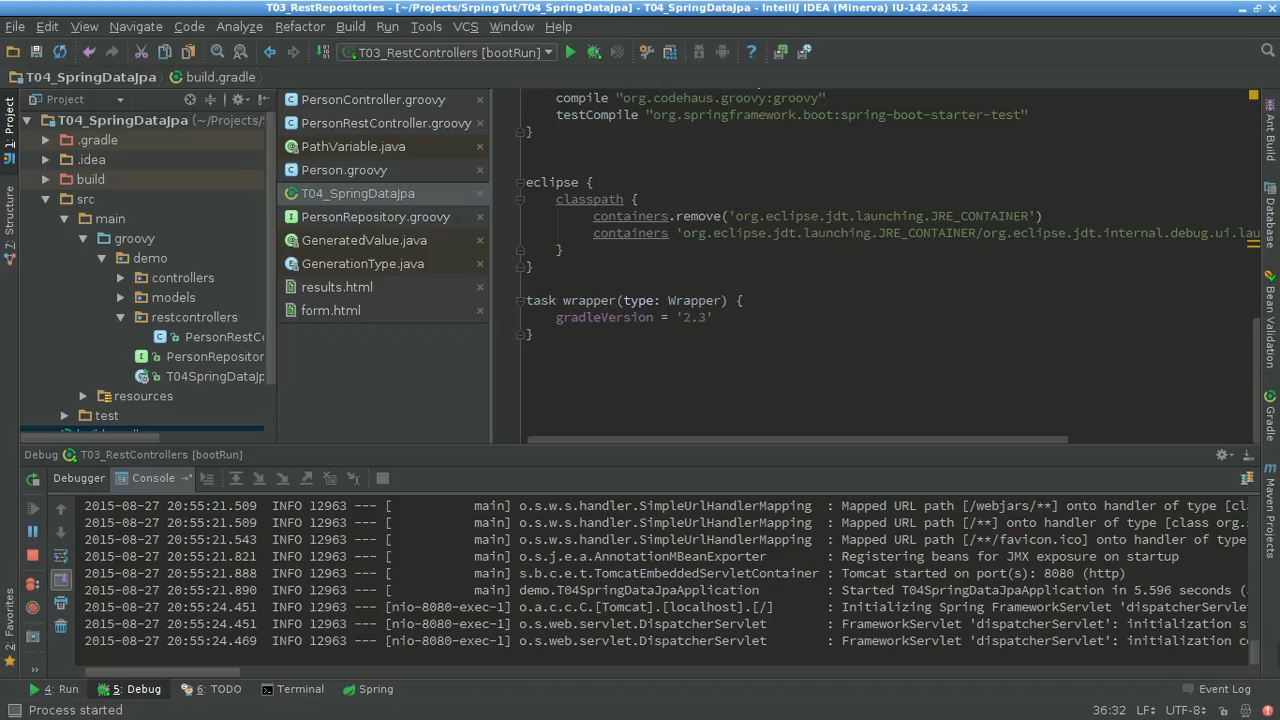 T03_RestRepositories - [~/Projects/SrpingTut/T04_SpringDataJpa] - T04_SpringDataJpa - IntelliJ IDEA (Minerva) IU-142.4245.2
File Edit View Navigate Code Analyze Refactor Build Run Tools VCS Window Help
T03_RestControllers [bootRun]
T04_SpringDataJpa build.gradle
1: Project
7: Structure
2: Favorites
Project
T04_SpringDataJpa (~/Projects/
.gradle
.idea
build
src
main
groovy
demo
controllers
models
restcontrollers
PersonRestCo
PersonRepositor
T04SpringDataJp
resources
test
PersonController.groovy
PersonRestController.groovy
PathVariable.java
Person.groovy
T04_SpringDataJpa
PersonRepository.groovy
GeneratedValue.java
GenerationType.java
results.html
form.html
compile "org.codehaus.groovy:groovy"
testCompile "org.springframework.boot:spring-boot-starter-test"
}
eclipse {
classpath {
containers.remove('org.eclipse.jdt.launching.JRE_CONTAINER')
containers 'org.eclipse.jdt.launching.JRE_CONTAINER/org.eclipse.jdt.internal.debug.ui.lau
}
}
task wrapper(type: Wrapper) {
gradleVersion = '2.3'
}
Ant Build
Database
Bean Validation
Gradle
Maven Projects
Debug T03_RestControllers [bootRun]
Debugger Console
2015-08-27 20:55:21.509 INFO 12963 --- [ main] o.s.w.s.handler.SimpleUrlHandlerMapping : Mapped URL path [/webjars/**] onto handler of type [cl
2015-08-27 20:55:21.509 INFO 12963 --- [ main] o.s.w.s.handler.SimpleUrlHandlerMapping : Mapped URL path [/**] onto handler of type [class org.
2015-08-27 20:55:21.543 INFO 12963 --- [ main] o.s.w.s.handler.SimpleUrlHandlerMapping : Mapped URL path [/**/favicon.ico] onto handler of type
2015-08-27 20:55:21.821 INFO 12963 --- [ main] o.s.j.e.a.AnnotationMBeanExporter : Registering beans for JMX exposure on startup
2015-08-27 20:55:21.888 INFO 12963 --- [ main] s.b.c.e.t.TomcatEmbeddedServletContainer : Tomcat started on port(s): 8080 (http)
2015-08-27 20:55:21.890 INFO 12963 --- [ main] demo.T04SpringDataJpaApplication : Started T04SpringDataJpaApplication in 5.596 seconds (
2015-08-27 20:55:24.451 INFO 12963 --- [nio-8080-exec-1] o.a.c.c.C.[Tomcat].[localhost].[/] : Initializing Spring FrameworkServlet 'dispatcherServle
2015-08-27 20:55:24.451 INFO 12963 --- [nio-8080-exec-1] o.s.web.servlet.DispatcherServlet : FrameworkServlet 'dispatcherServlet': initialization s
2015-08-27 20:55:24.469 INFO 12963 --- [nio-8080-exec-1] o.s.web.servlet.DispatcherServlet : FrameworkServlet 'dispatcherServlet': initialization c
4: Run 5: Debug 6: TODO Terminal Spring Event Log
Process started 36:32 LF UTF-8